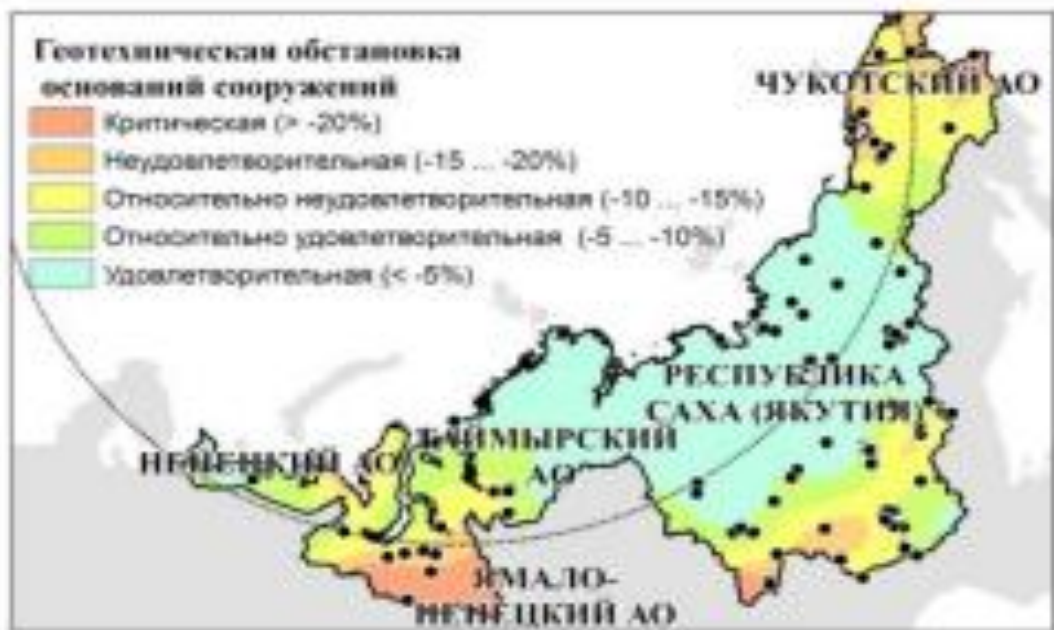 Геотехническая обстановка
оснований сооружений
Критическая (> -20%)
Неудовлетворительная (-15 ... -20%)
Относительно неудовлетворительная (-10 ... -15%)
Относительно удовлетворительная (-5 ... -10%)
Удовлетворительная (< -5%)
ЧУКОТСКИЙ АО
РЕСПУБЛИКА
САХА (ЯКУТИЯ)
ТАЙМЫРСКИЙ
АО
НЕНЕЦКИЙ АО
ЯМАЛО-
НЕНЕЦКИЙ АО